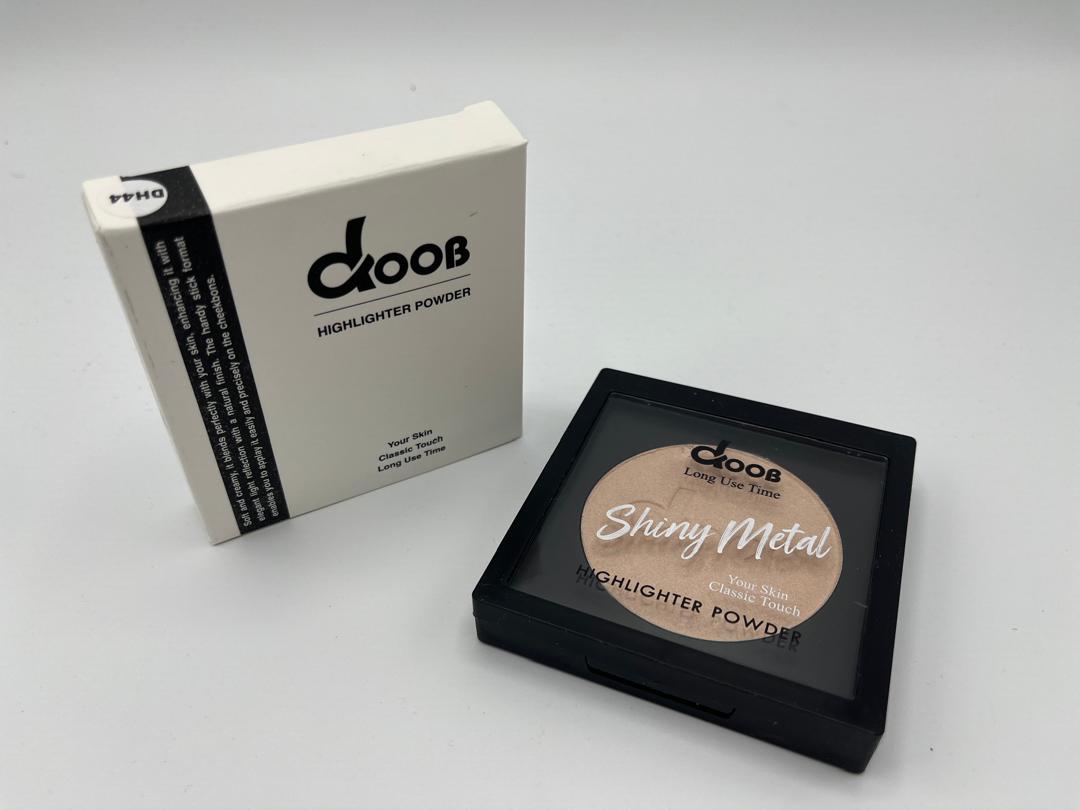 DH44
Soft and creamy, it blends perfectly with your skin, enhancing it with
elegant light reflection with a natural finish. The handy stick format
enables you to applay it easily and precisely on the cheekbons.
doob
HIGHLIGHTER POWDER
Your Skin
Classic Touch
Long Use Time
doob
Long Use Time
Shiny Metal
Your Skin
Classic Touch
HIGHLIGHTER POWDER